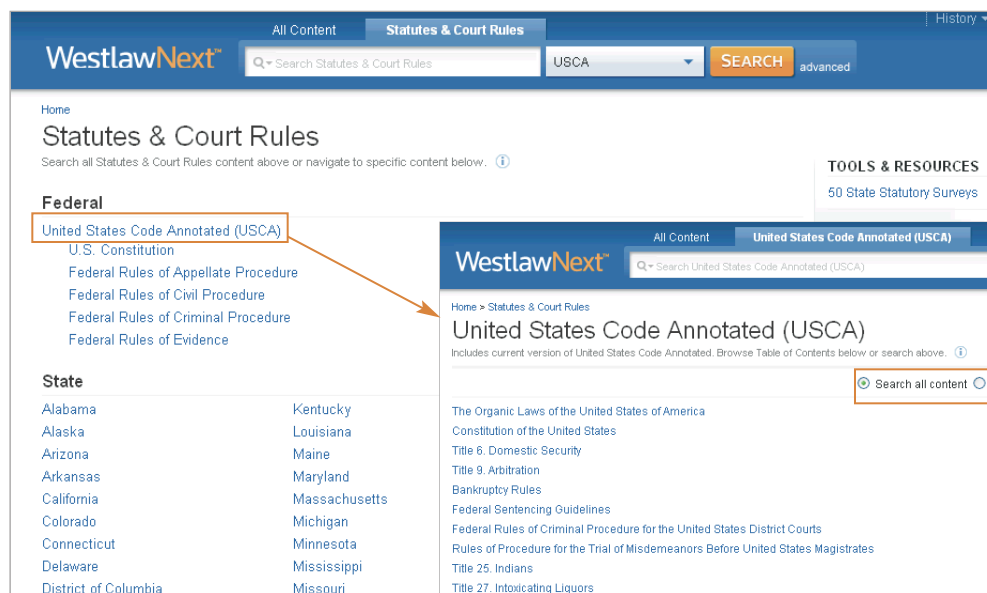 History
All Content Statutes & Court Rules
WestlawNext™ Search Statutes & Court Rules USCA SEARCH advanced
Home
Statutes & Court Rules
Search all Statutes & Court Rules content above or navigate to specific content below.
TOOLS & RESOURCES
50 State Statutory Surveys
Federal
United States Code Annotated (USCA)
U.S. Constitution
Federal Rules of Appellate Procedure
Federal Rules of Civil Procedure
Federal Rules of Criminal Procedure
Federal Rules of Evidence
State
Alabama Kentucky
Alaska Louisiana
Arizona Maine
Arkansas Maryland
California Massachusetts
Colorado Michigan
Connecticut Minnesota
Delaware Mississippi
District of Columbia Missouri
All Content United States Code Annotated (USCA)
WestlawNext™ Search United States Code Annotated (USCA)
Home » Statutes & Court Rules
United States Code Annotated (USCA)
Includes current version of United States Code Annotated. Browse Table of Contents below or search above.
Search all content
The Organic Laws of the United States of America
Constitution of the United States
Title 6. Domestic Security
Title 9. Arbitration
Bankruptcy Rules
Federal Sentencing Guidelines
Federal Rules of Criminal Procedure for the United States District Courts
Rules of Procedure for the Trial of Misdemeanors Before United States Magistrates
Title 25. Indians
Title 27. Intoxicating Liquors